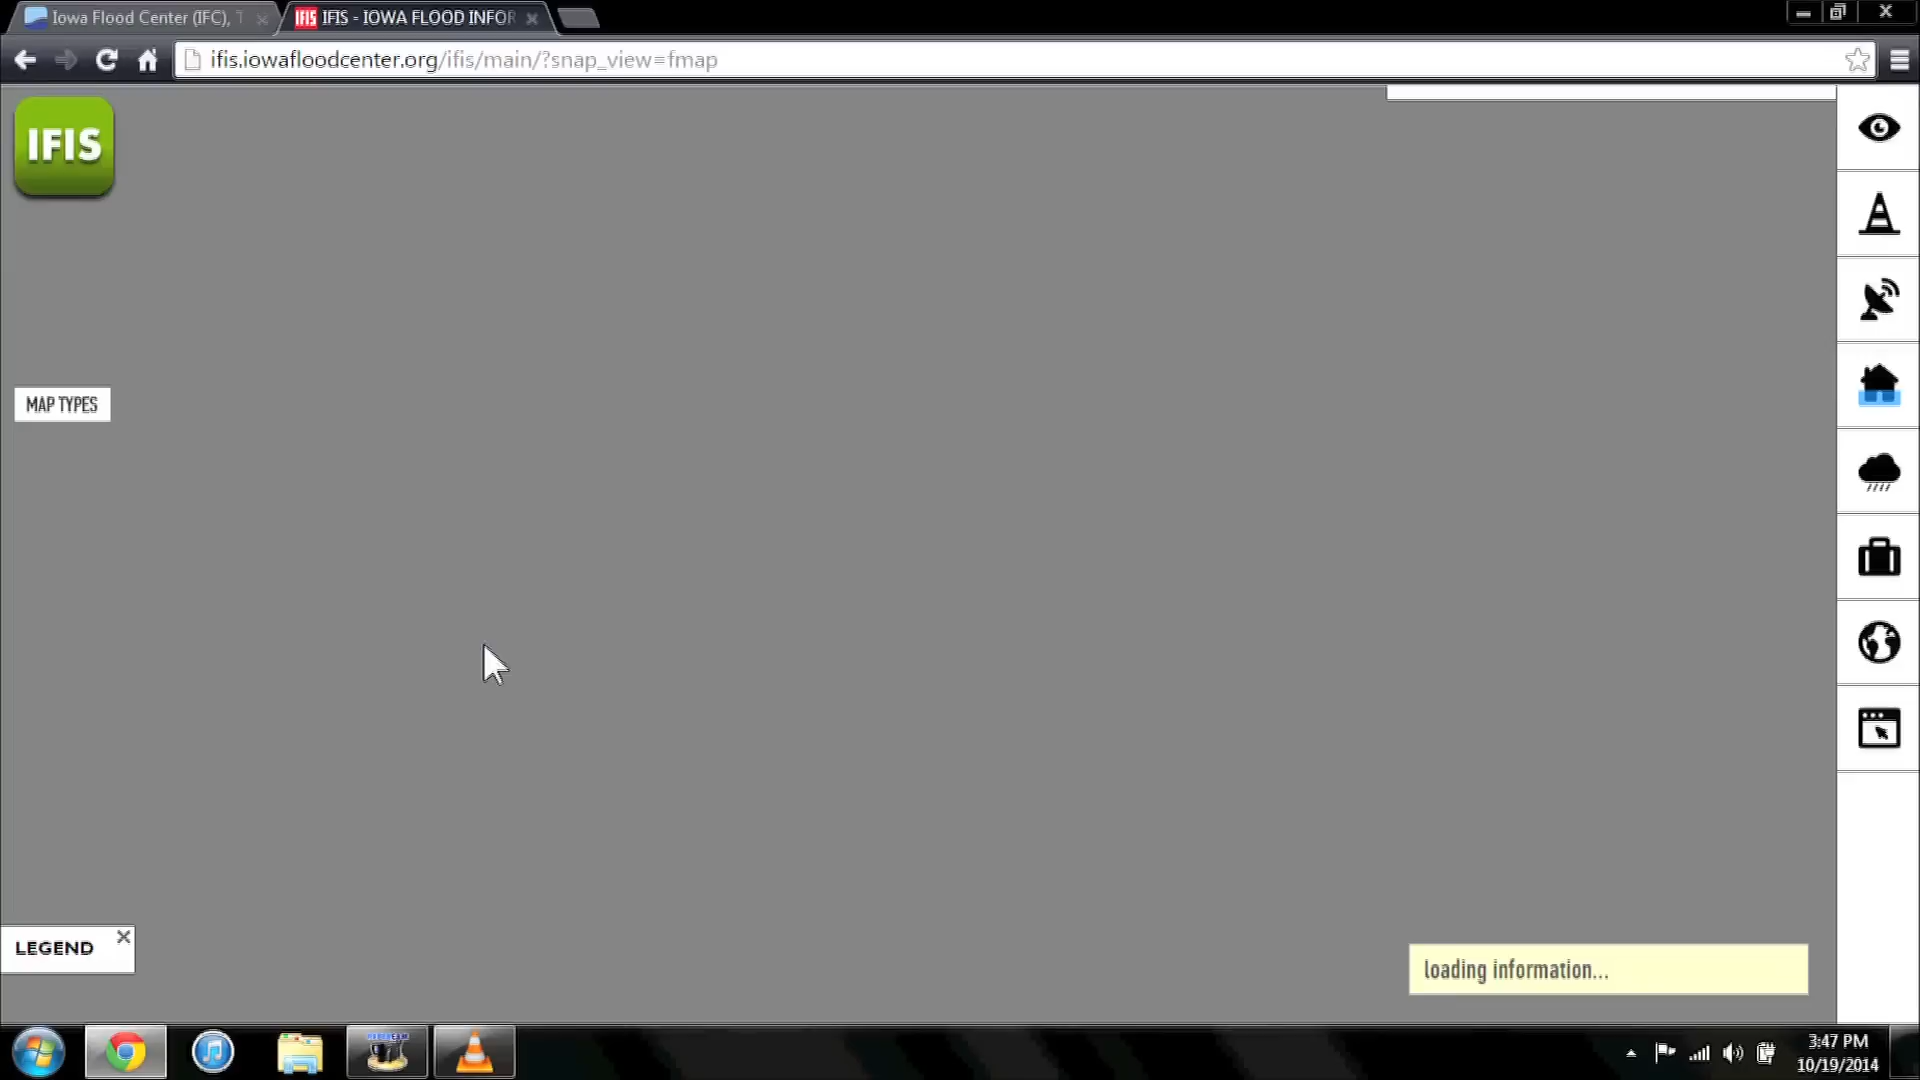 Iowa Flood Center (IFC), T
IFIS IFIS - IOWA FLOOD INFOR
ifis.iowafloodcenter.org/ifis/main/?snap_view=fmap
IFIS
MAP TYPES
LEGEND
loading information...
3:47 PM
10/19/2014